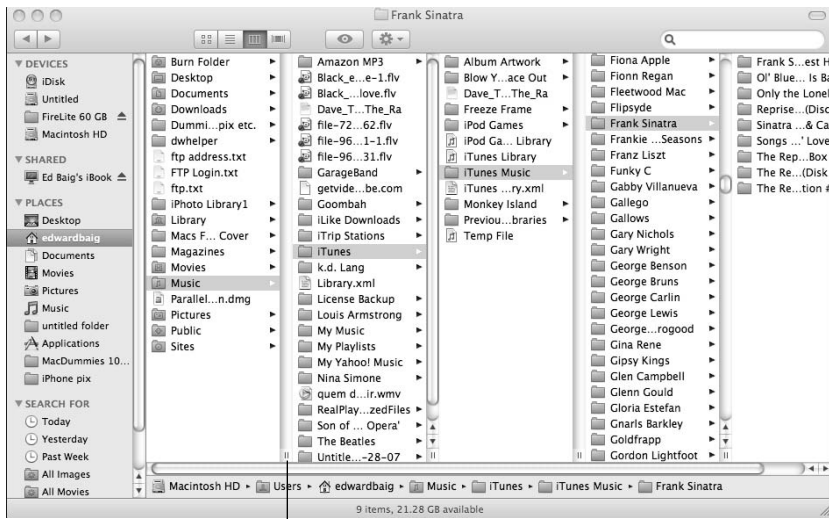 Frank Sinatra
DEVICES
iDisk
Untitled
FireLite 60 GB
Macintosh HD
SHARED
Ed Baig's iBook
PLACES
Desktop
edwardbaig
Documents
Movies
Pictures
Music
untitled folder
Applications
MacDummies 10...
iPhone pix
SEARCH FOR
Today
Yesterday
Past Week
All Images
All Movies
Burn Folder
Desktop
Documents
Downloads
Dummi...pix etc.
dwhelper
ftp address.txt
FTP Login.txt
ftp.txt
iPhoto Library1
Library
Macs F... Cover
Magazines
Movies
Music
Parallel...n.dmg
Pictures
Public
Sites
Amazon MP3
Black_e...e-1.flv
Black_...love.flv
Dave_T...The_Ra
file-72...62.flv
file-96...1-1.flv
file-96...31.flv
GarageBand
getvide...be.com
Goombah
iLike Downloads
iTrip Stations
iTunes
k.d. Lang
Library.xml
License Backup
Louis Armstrong
My Music
My Playlists
My Yahoo! Music
Nina Simone
quem d...ir.wmv
RealPlay...zedFiles
Son of ... Opera'
The Beatles
Untitle...-28-07
Album Artwork
Blow Y...ace Out
Dave_T...The_Ra
Freeze Frame
iPod Games
iPod Ga... Library
iTunes Library
iTunes Music
iTunes ...ry.xml
Monkey Island
Previou...braries
Temp File
Fiona Apple
Fionn Regan
Fleetwood Mac
Flipsyde
Frank Sinatra
Frankie ...Seasons
Franz Liszt
Funky C
Gabby Villanueva
Gallego
Gallows
Gary Nichols
Gary Wright
George Benson
George Bruns
George Carlin
George Lewis
George...rogood
Gina Rene
Gipsy Kings
Glen Campbell
Glenn Gould
Gloria Estefan
Gnarls Barkley
Goldfrapp
Gordon Lightfoot
Frank S...est H
Ol' Blue... Is Ba
Only the Lonel
Reprise...(Disc
Sinatra ...& Ca
Songs ...' Love
The Rep...Box
The Re...(Disk
The Re...tion #
Macintosh HD ▸ Users ▸ edwardbaig ▸ Music ▸ iTunes ▸ iTunes Music ▸ Frank Sinatra
9 items, 21.28 GB available